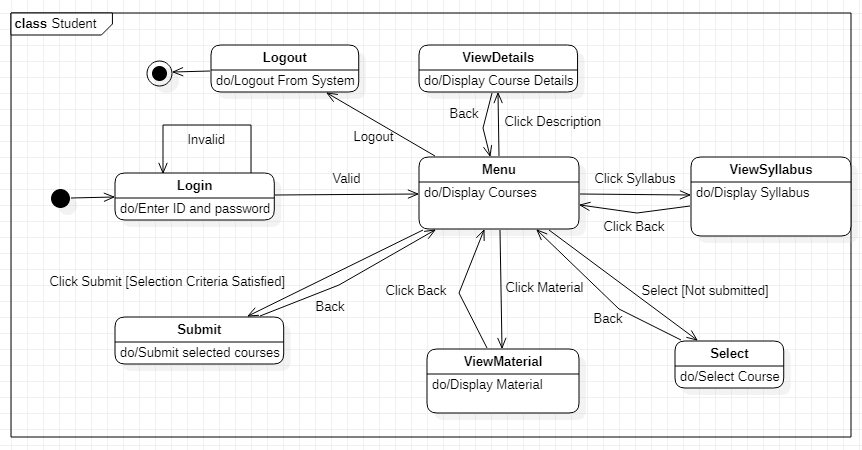 class Student
Logout
do/Logout From System
ViewDetails
do/Display Course Details
Back
Click Description
Logout
Invalid
Login
do/Enter ID and password
Valid
Menu
do/Display Courses
Click Syllabus
Click Back
ViewSyllabus
do/Display Syllabus
Click Submit [Selection Criteria Satisfied]
Back
Click Back
Click Material
Select [Not submitted]
Back
Submit
do/Submit selected courses
ViewMaterial
do/Display Material
Select
do/Select Course